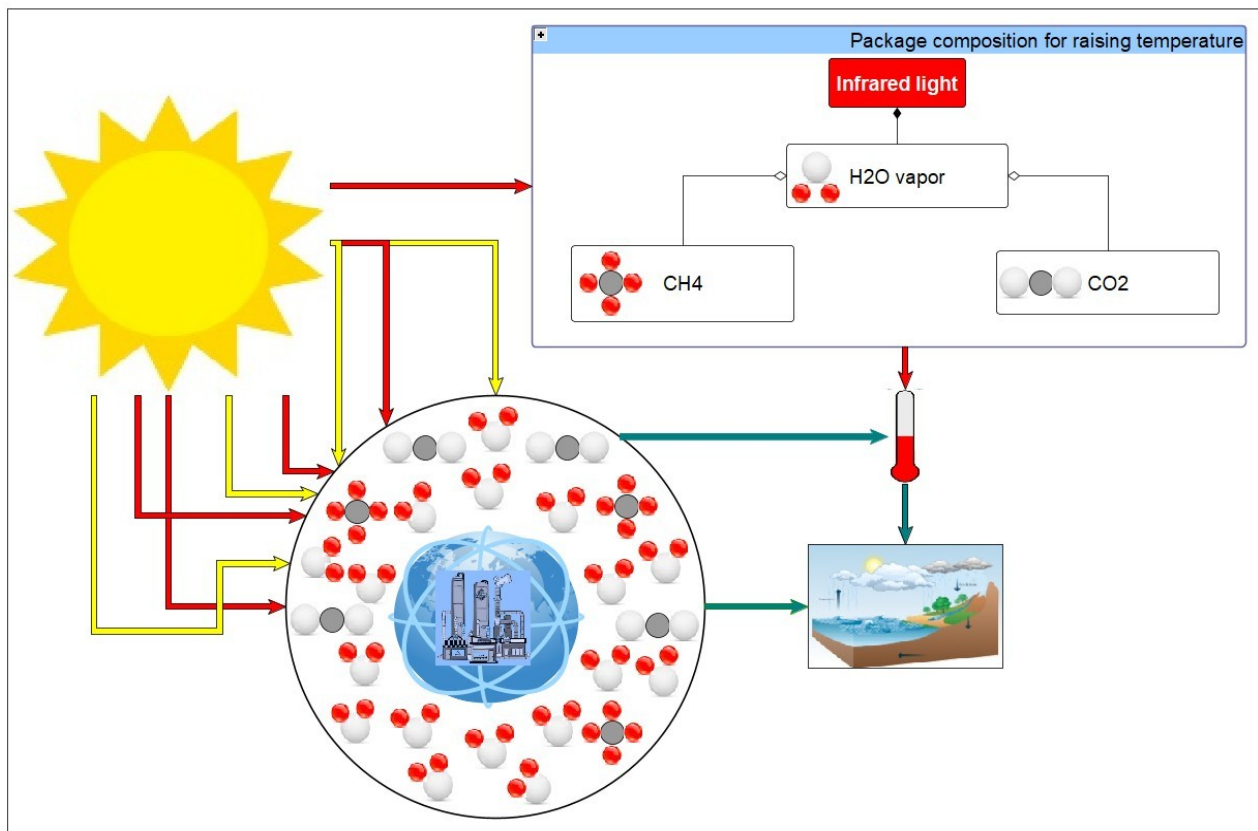 Package composition for raising temperature
Infrared light
H2O vapor
CH4
CO2